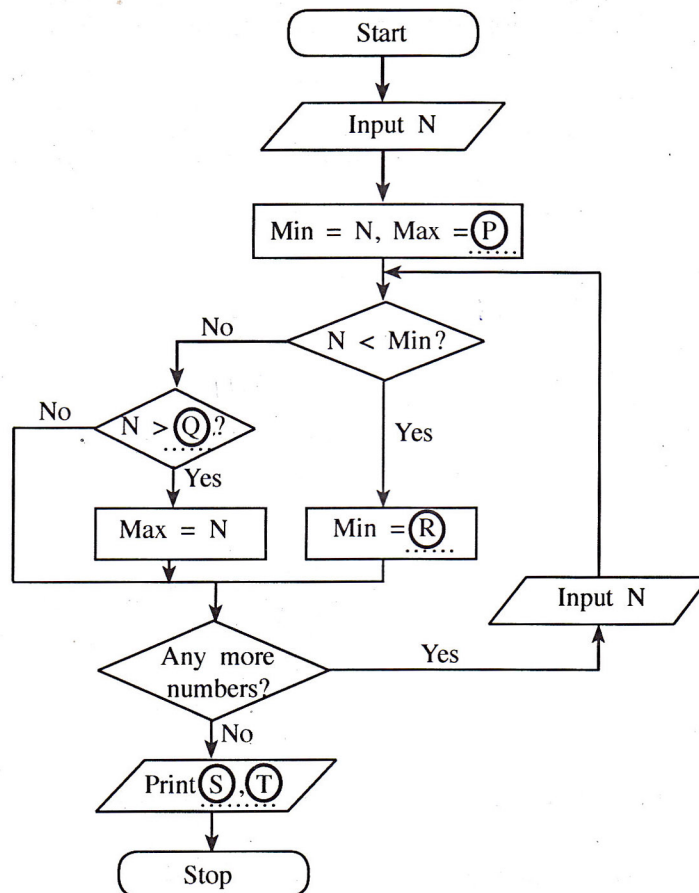 Start
Input N
Min = N, Max = P
N < Min?
No
Yes
N > Q ?
No
Yes
Max = N
Min = R
Input N
Any more
numbers?
Yes
No
Print S , T
Stop